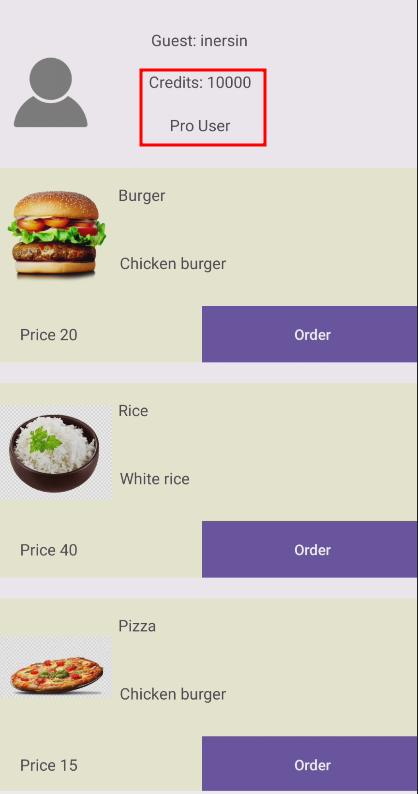 Guest: inersin
Credits: 10000
Pro User
Burger
Chicken burger
Price 20
Order
Rice
White rice
Price 40
Order
Pizza
Chicken burger
Price 15
Order